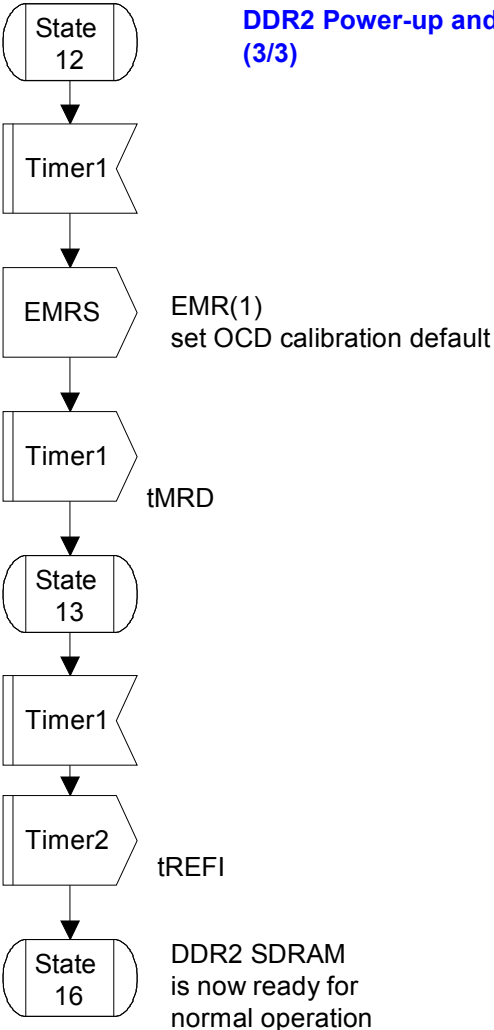 State
12
DDR2 Power-up and
(3/3)
Timer1
EMRS
EMR(1)
set OCD calibration default
Timer1
tMRD
State
13
Timer1
Timer2
tREFI
State
16
DDR2 SDRAM
is now ready for
normal operation